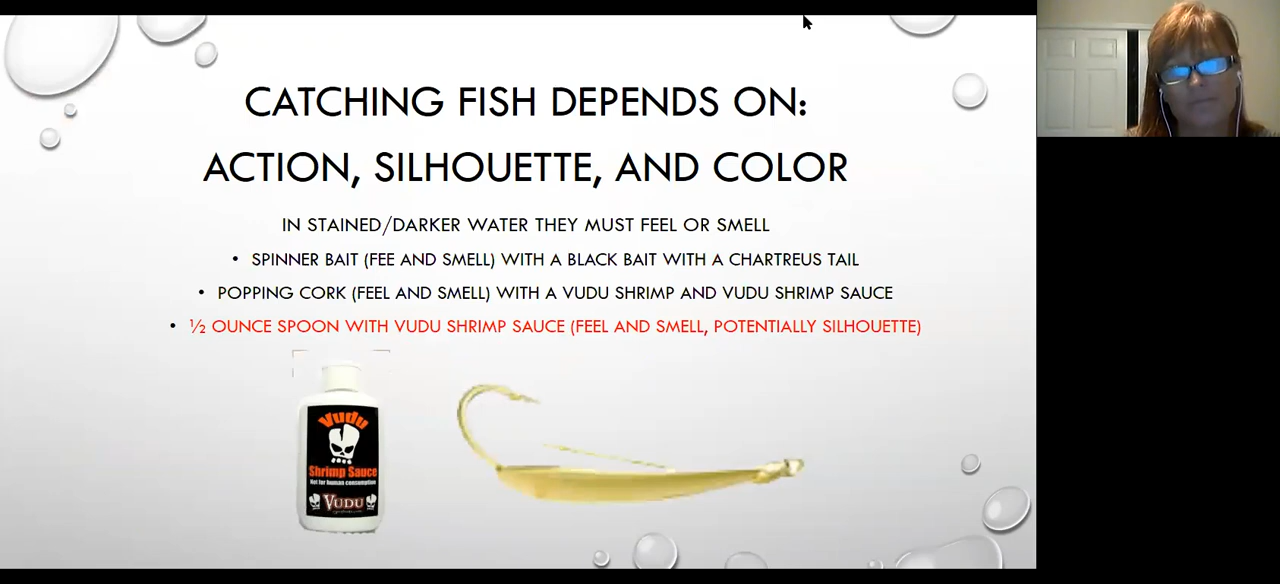 CATCHING FISH DEPENDS ON:
ACTION, SILHOUETTE, AND COLOR
IN STAINED/DARKER WATER THEY MUST FEEL OR SMELL
• SPINNER BAIT (FEE AND SMELL) WITH A BLACK BAIT WITH A CHARTREUS TAIL
• POPPING CORK (FEEL AND SMELL) WITH A VUDU SHRIMP AND VUDU SHRIMP SAUCE
• ½ OUNCE SPOON WITH VUDU SHRIMP SAUCE (FEEL AND SMELL, POTENTIALLY SILHOUETTE)
Vudu
Shrimp Sauce
Not for human consumption
VUDU